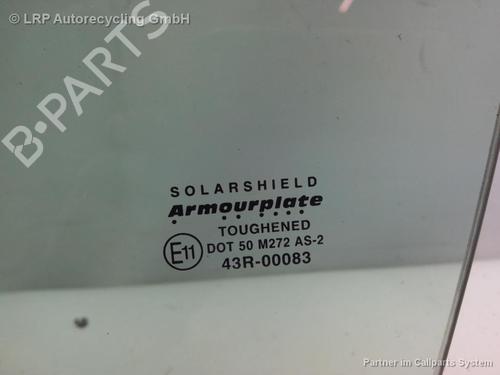 © LRP Autorecycling GmbH
B-PARTS
SOLARSHIELD
Armourplate
TOUGHENED
DOT 50 M272 AS-2
E11
43R-00083
Partner im Callparts System